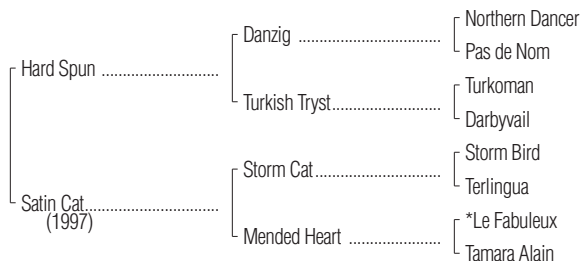 Northern Dancer
Danzig ....................................
Pas de Nom
Hard Spun .............................
Turkoman
Turkish Tryst...........................
Darbyvail
Storm Bird
Storm Cat................................
Terlingua
Satin Cat.................................
(1997)
*Le Fabuleux
Mended Heart ........................
Tamara Alain